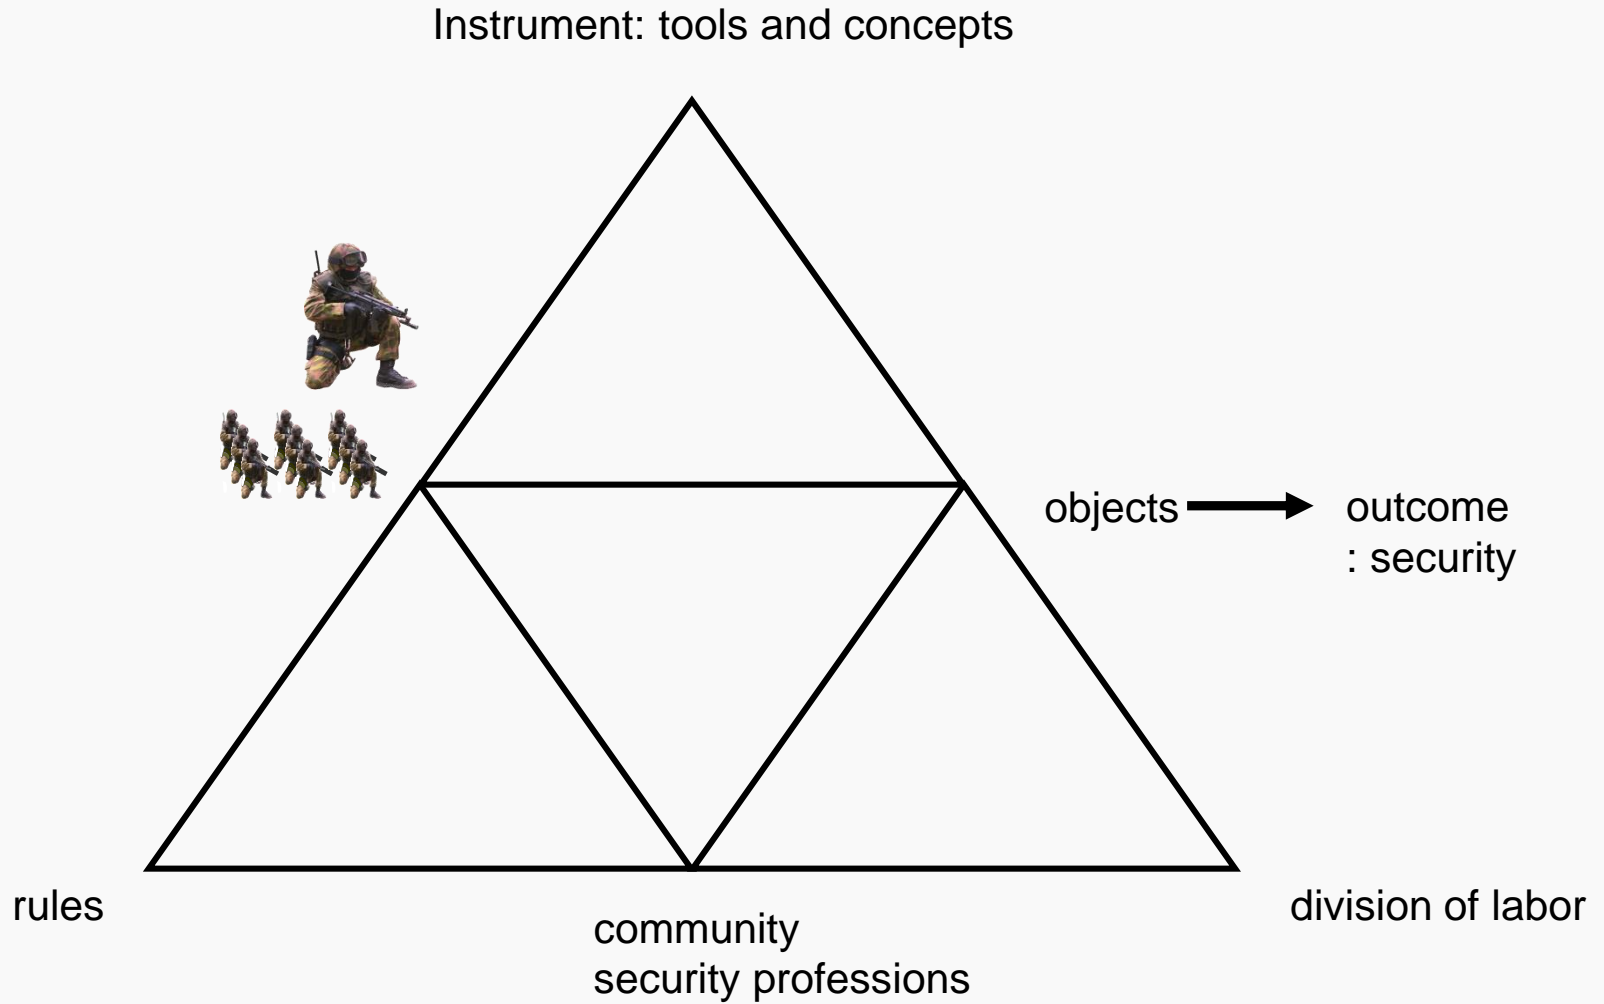 Instrument: tools and concepts
objects
outcome
: security
rules
community
security professions
division of labor